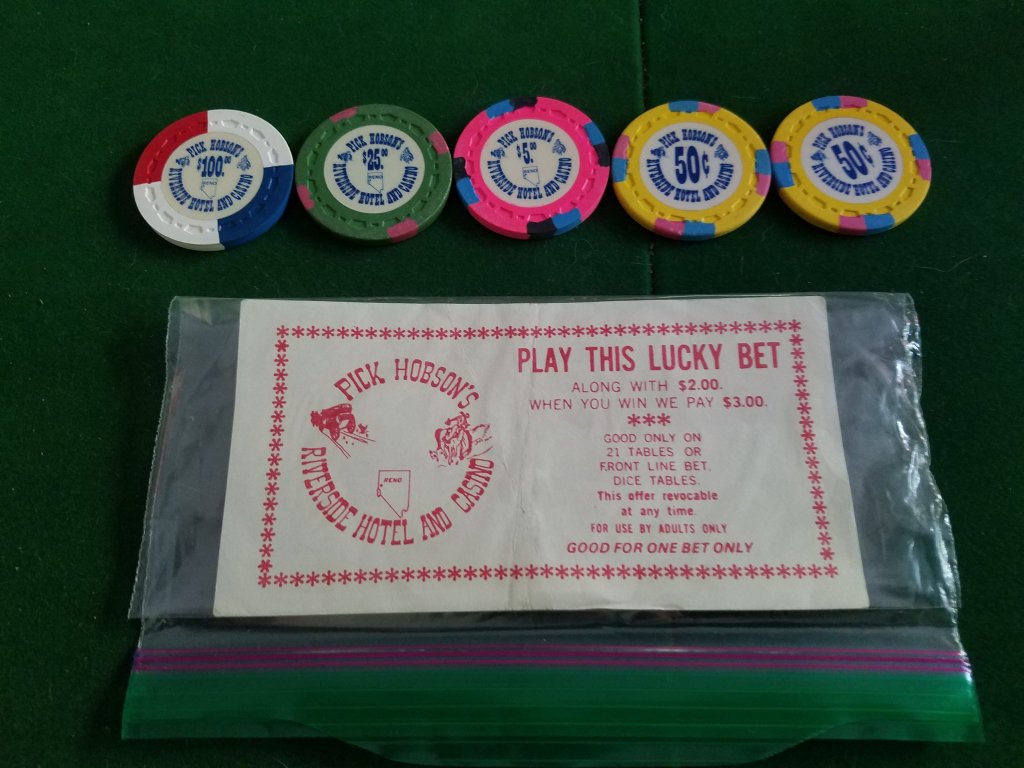 PICK HOBSON'S
$100.00
RENO
RIVERSIDE HOTEL AND CASINO
PICK HOBSON'S
$25.00
RENO
RIVERSIDE HOTEL AND CASINO
PICK HOBSON'S
$5.00
RENO
RIVERSIDE HOTEL AND CASINO
PICK HOBSON'S
50¢
RIVERSIDE HOTEL AND CASINO
PICK HOBSON'S
50¢
RIVERSIDE HOTEL AND CASINO
PICK HOBSON'S
RENO
RIVERSIDE HOTEL AND CASINO
PLAY THIS LUCKY BET
ALONG WITH $2.00.
WHEN YOU WIN WE PAY $3.00.
***
GOOD ONLY ON
21 TABLES OR
FRONT LINE BET,
DICE TABLES.
This offer revocable
at any time.
FOR USE BY ADULTS ONLY
GOOD FOR ONE BET ONLY